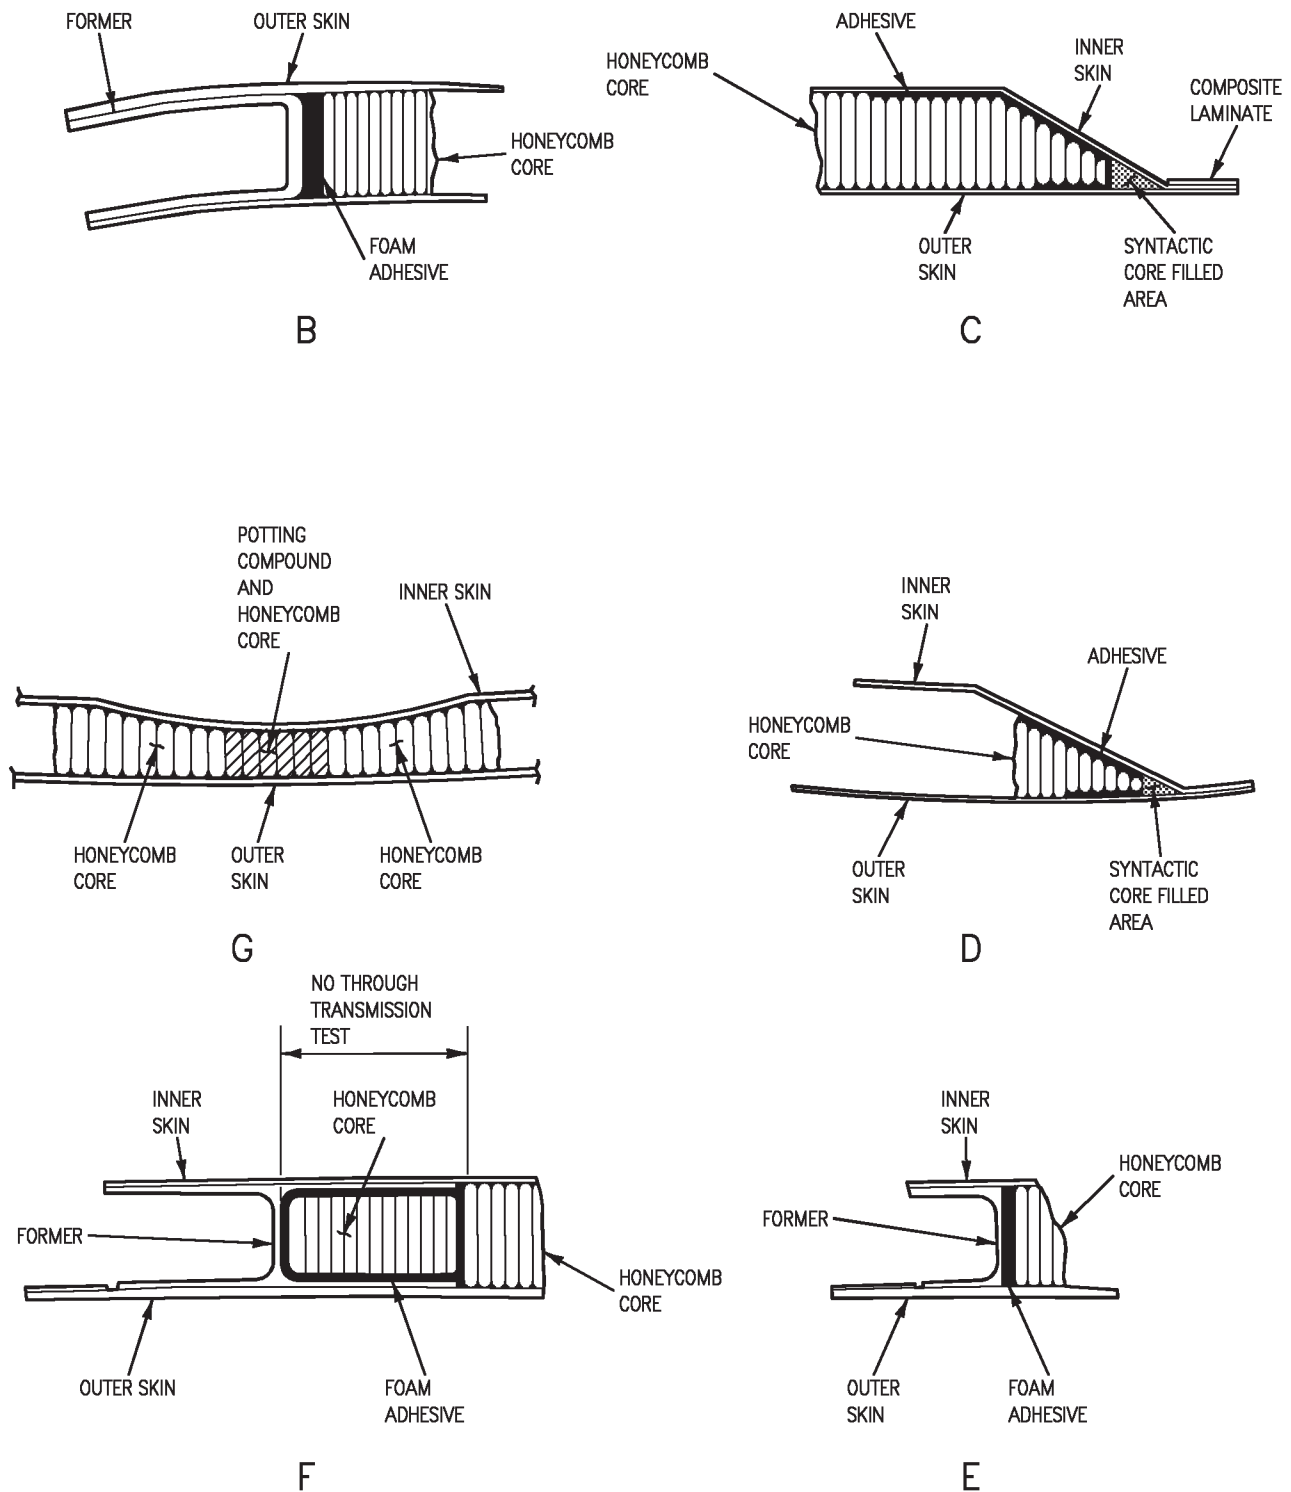 FORMER
OUTER SKIN
HONEYCOMB
CORE
FOAM
ADHESIVE
B
ADHESIVE
HONEYCOMB
CORE
INNER
SKIN
COMPOSITE
LAMINATE
OUTER
SKIN
SYNTACTIC
CORE FILLED
AREA
C
POTTING
COMPOUND
AND
HONEYCOMB
CORE
INNER SKIN
HONEYCOMB
CORE
OUTER
SKIN
HONEYCOMB
CORE
G
INNER
SKIN
ADHESIVE
HONEYCOMB
CORE
OUTER
SKIN
SYNTACTIC
CORE FILLED
AREA
D
NO THROUGH
TRANSMISSION
TEST
INNER
SKIN
HONEYCOMB
CORE
FORMER
HONEYCOMB
CORE
OUTER SKIN
FOAM
ADHESIVE
F
INNER
SKIN
HONEYCOMB
CORE
FORMER
OUTER
SKIN
FOAM
ADHESIVE
E